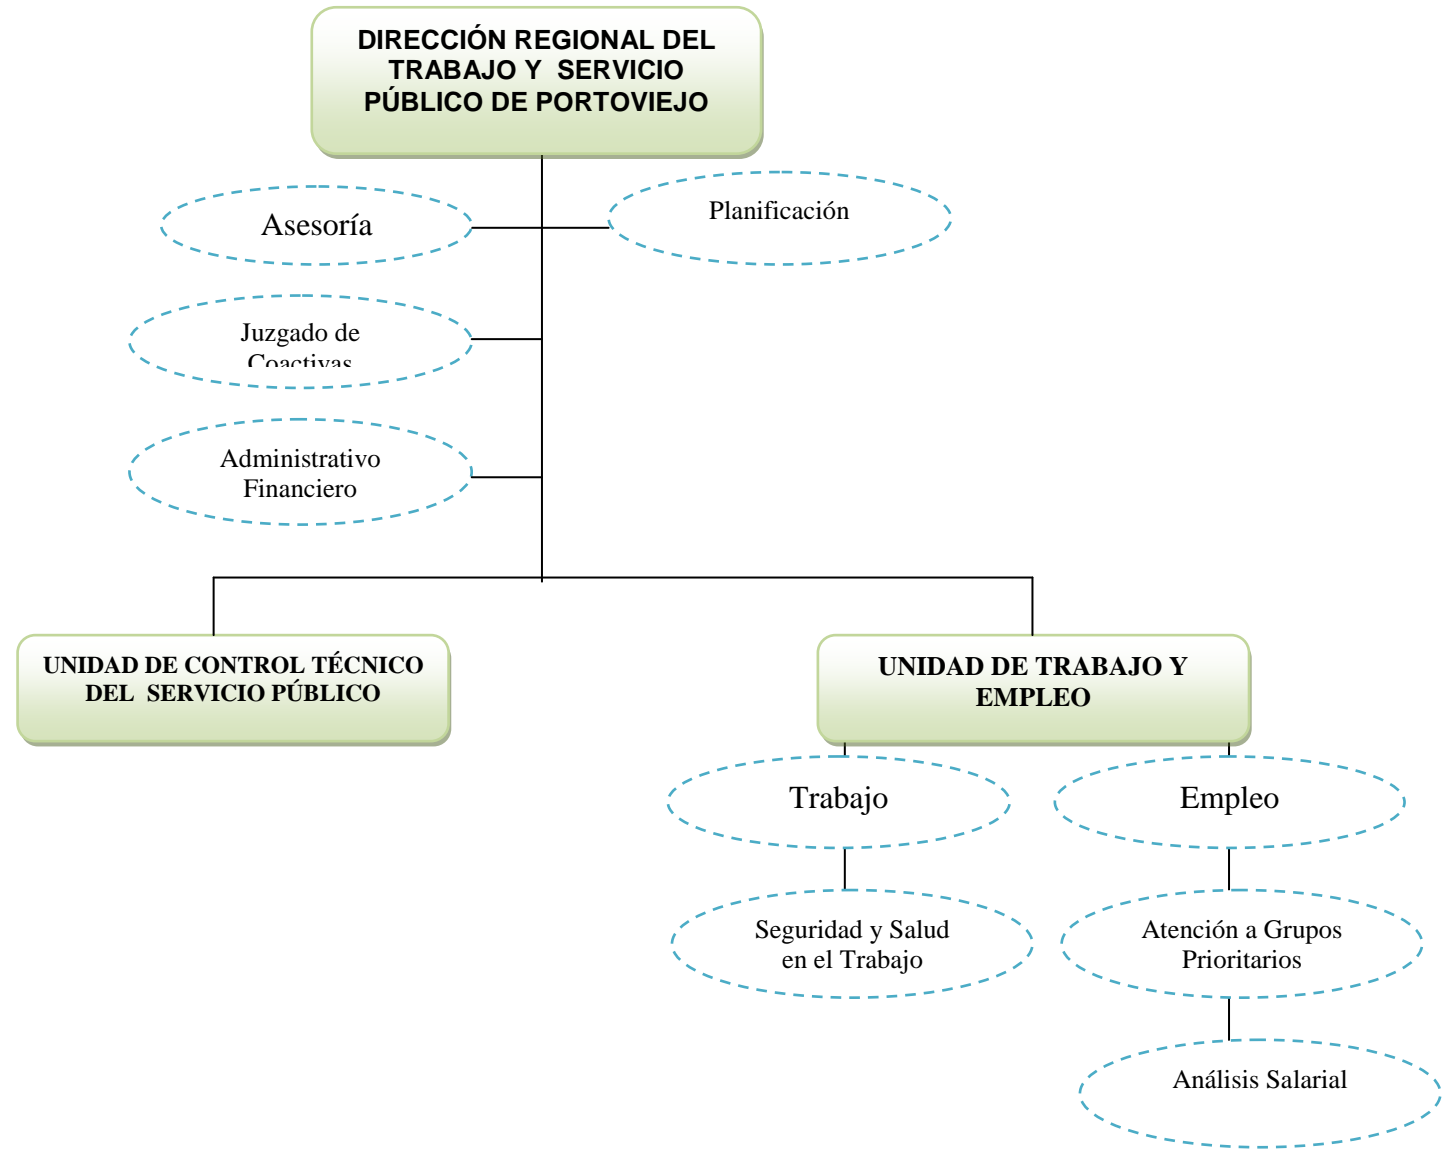 DIRECCIÓN REGIONAL DEL
TRABAJO Y SERVICIO
PÚBLICO DE PORTOVIEJO
Asesoría
Planificación
Juzgado de
Coactivas
Administrativo
Financiero
UNIDAD DE CONTROL TÉCNICO
DEL SERVICIO PÚBLICO
UNIDAD DE TRABAJO Y
EMPLEO
Trabajo
Empleo
Seguridad y Salud
en el Trabajo
Atención a Grupos
Prioritarios
Análisis Salarial